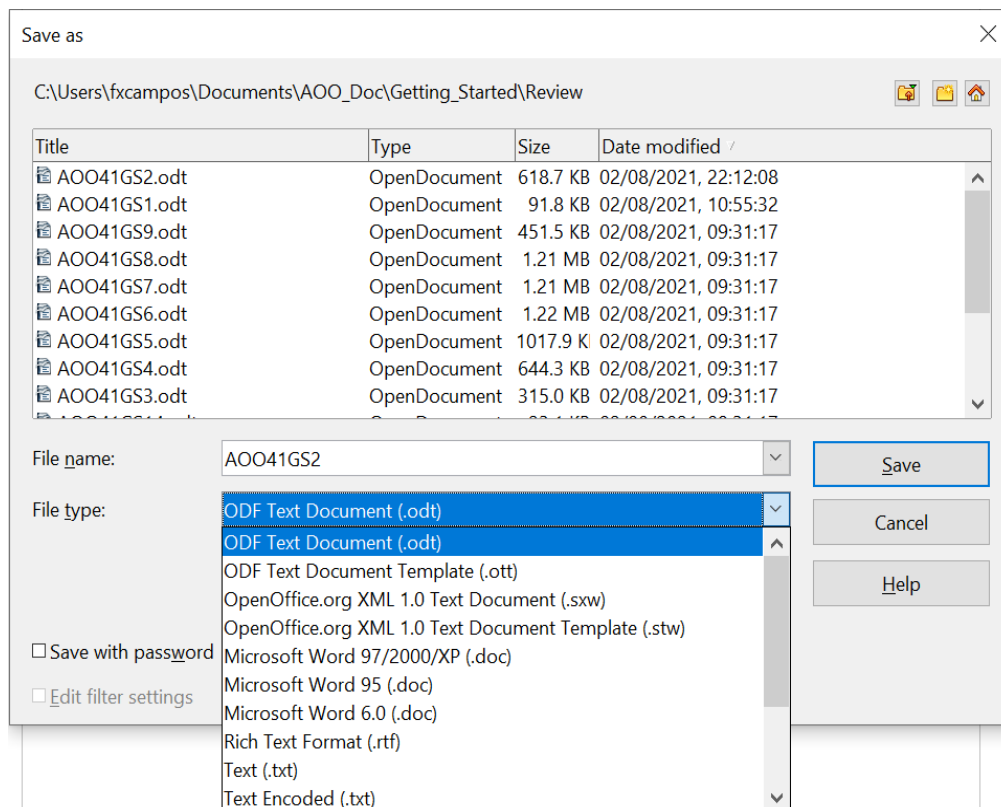 Save as
C:\Users\fxcampos\Documents\AOO_Doc\Getting_Started\Review
Title Type Size Date modified
AOO41GS2.odt OpenDocument 618.7 KB 02/08/2021, 22:12:08
AOO41GS1.odt OpenDocument 91.8 KB 02/08/2021, 10:55:32
AOO41GS9.odt OpenDocument 451.5 KB 02/08/2021, 09:31:17
AOO41GS8.odt OpenDocument 1.21 MB 02/08/2021, 09:31:17
AOO41GS7.odt OpenDocument 1.21 MB 02/08/2021, 09:31:17
AOO41GS6.odt OpenDocument 1.22 MB 02/08/2021, 09:31:17
AOO41GS5.odt OpenDocument 1017.9 K 02/08/2021, 09:31:17
AOO41GS4.odt OpenDocument 644.3 KB 02/08/2021, 09:31:17
AOO41GS3.odt OpenDocument 315.0 KB 02/08/2021, 09:31:17
File name: AOO41GS2 Save
File type: ODF Text Document (.odt) Cancel
ODF Text Document (.odt)
ODF Text Document Template (.ott) Help
OpenOffice.org XML 1.0 Text Document (.sxw)
OpenOffice.org XML 1.0 Text Document Template (.stw)
Save with password Microsoft Word 97/2000/XP (.doc)
Microsoft Word 95 (.doc)
Edit filter settings
Microsoft Word 6.0 (.doc)
Rich Text Format (.rtf)
Text (.txt)
Text Encoded (.txt)